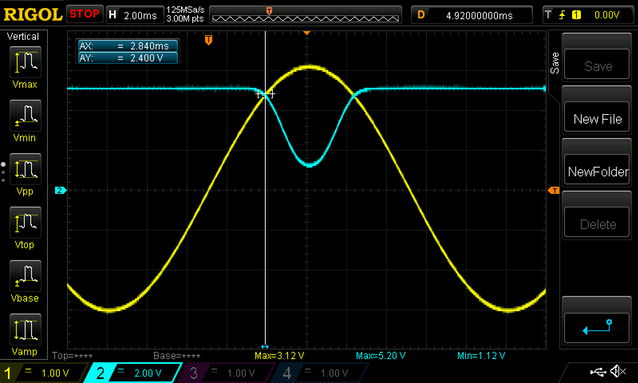 RIGOL STOP H 2.00ms 125MSa/s 3.00M pts T D 4.92000000ms T 1 0.00V
Vertical
Vmax
Vmin
Vpp
Vtop
Vbase
Vamp
T
AX: = 2.840ms
AY: = 2.400 V
2
T
Save
Save
New File
NewFolder
Delete
Top=**** Base=**** Max=3.12 V Max=5.20 V Min=1.12 V
1 = 1.00 V 2 = 2.00 V 3 = 1.00 V 4 = 1.00 V